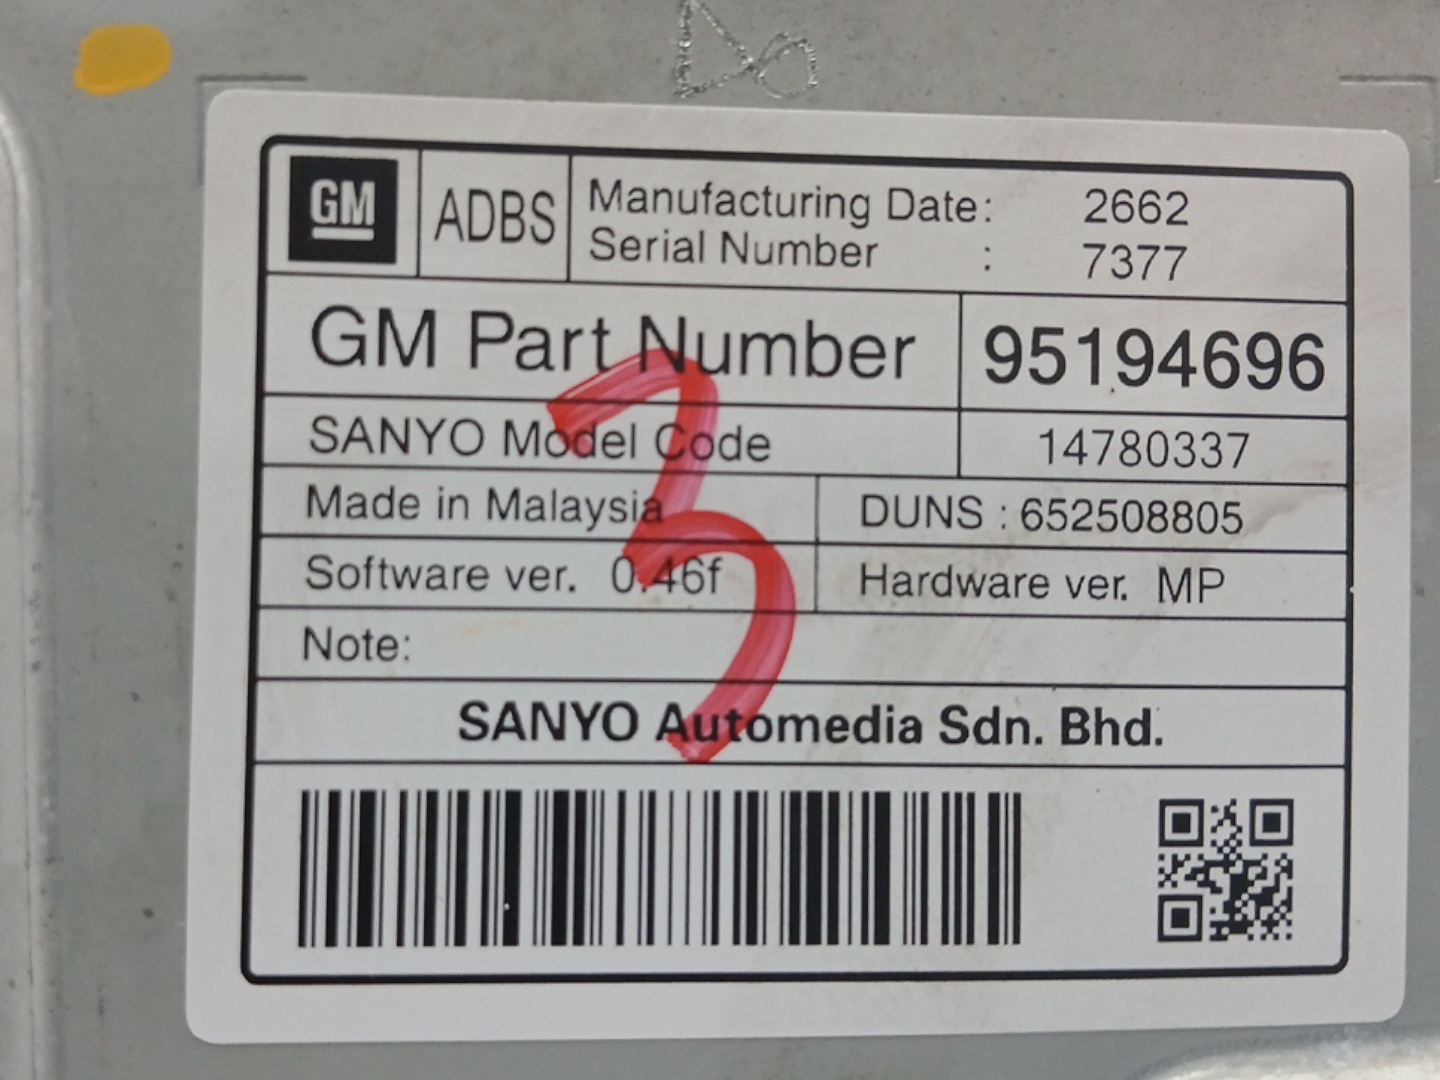 GM
ADBS
Manufacturing Date: 2662
Serial Number : 7377
GM Part Number 95194696
SANYO Model Code 14780337
Made in Malaysia DUNS : 652508805
Software ver. 0.46f Hardware ver. MP
Note:
SANYO Automedia Sdn. Bhd.
3